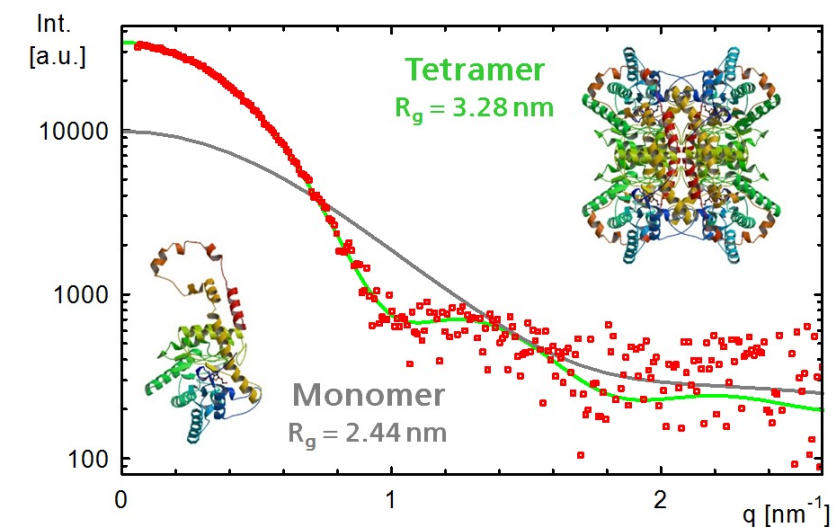 Int.
[a.u.]
Tetramer
Rg = 3.28 nm
10000
1000
Monomer
Rg = 2.44 nm
100
0
1
2
q [nm-1]